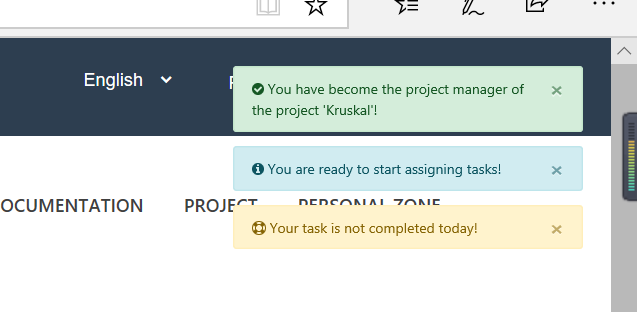 English
You have become the project manager of
the project 'Kruskal'!
You are ready to start assigning tasks!
OCUMENTATION PROJECT PERSONAL ZONE
Your task is not completed today!